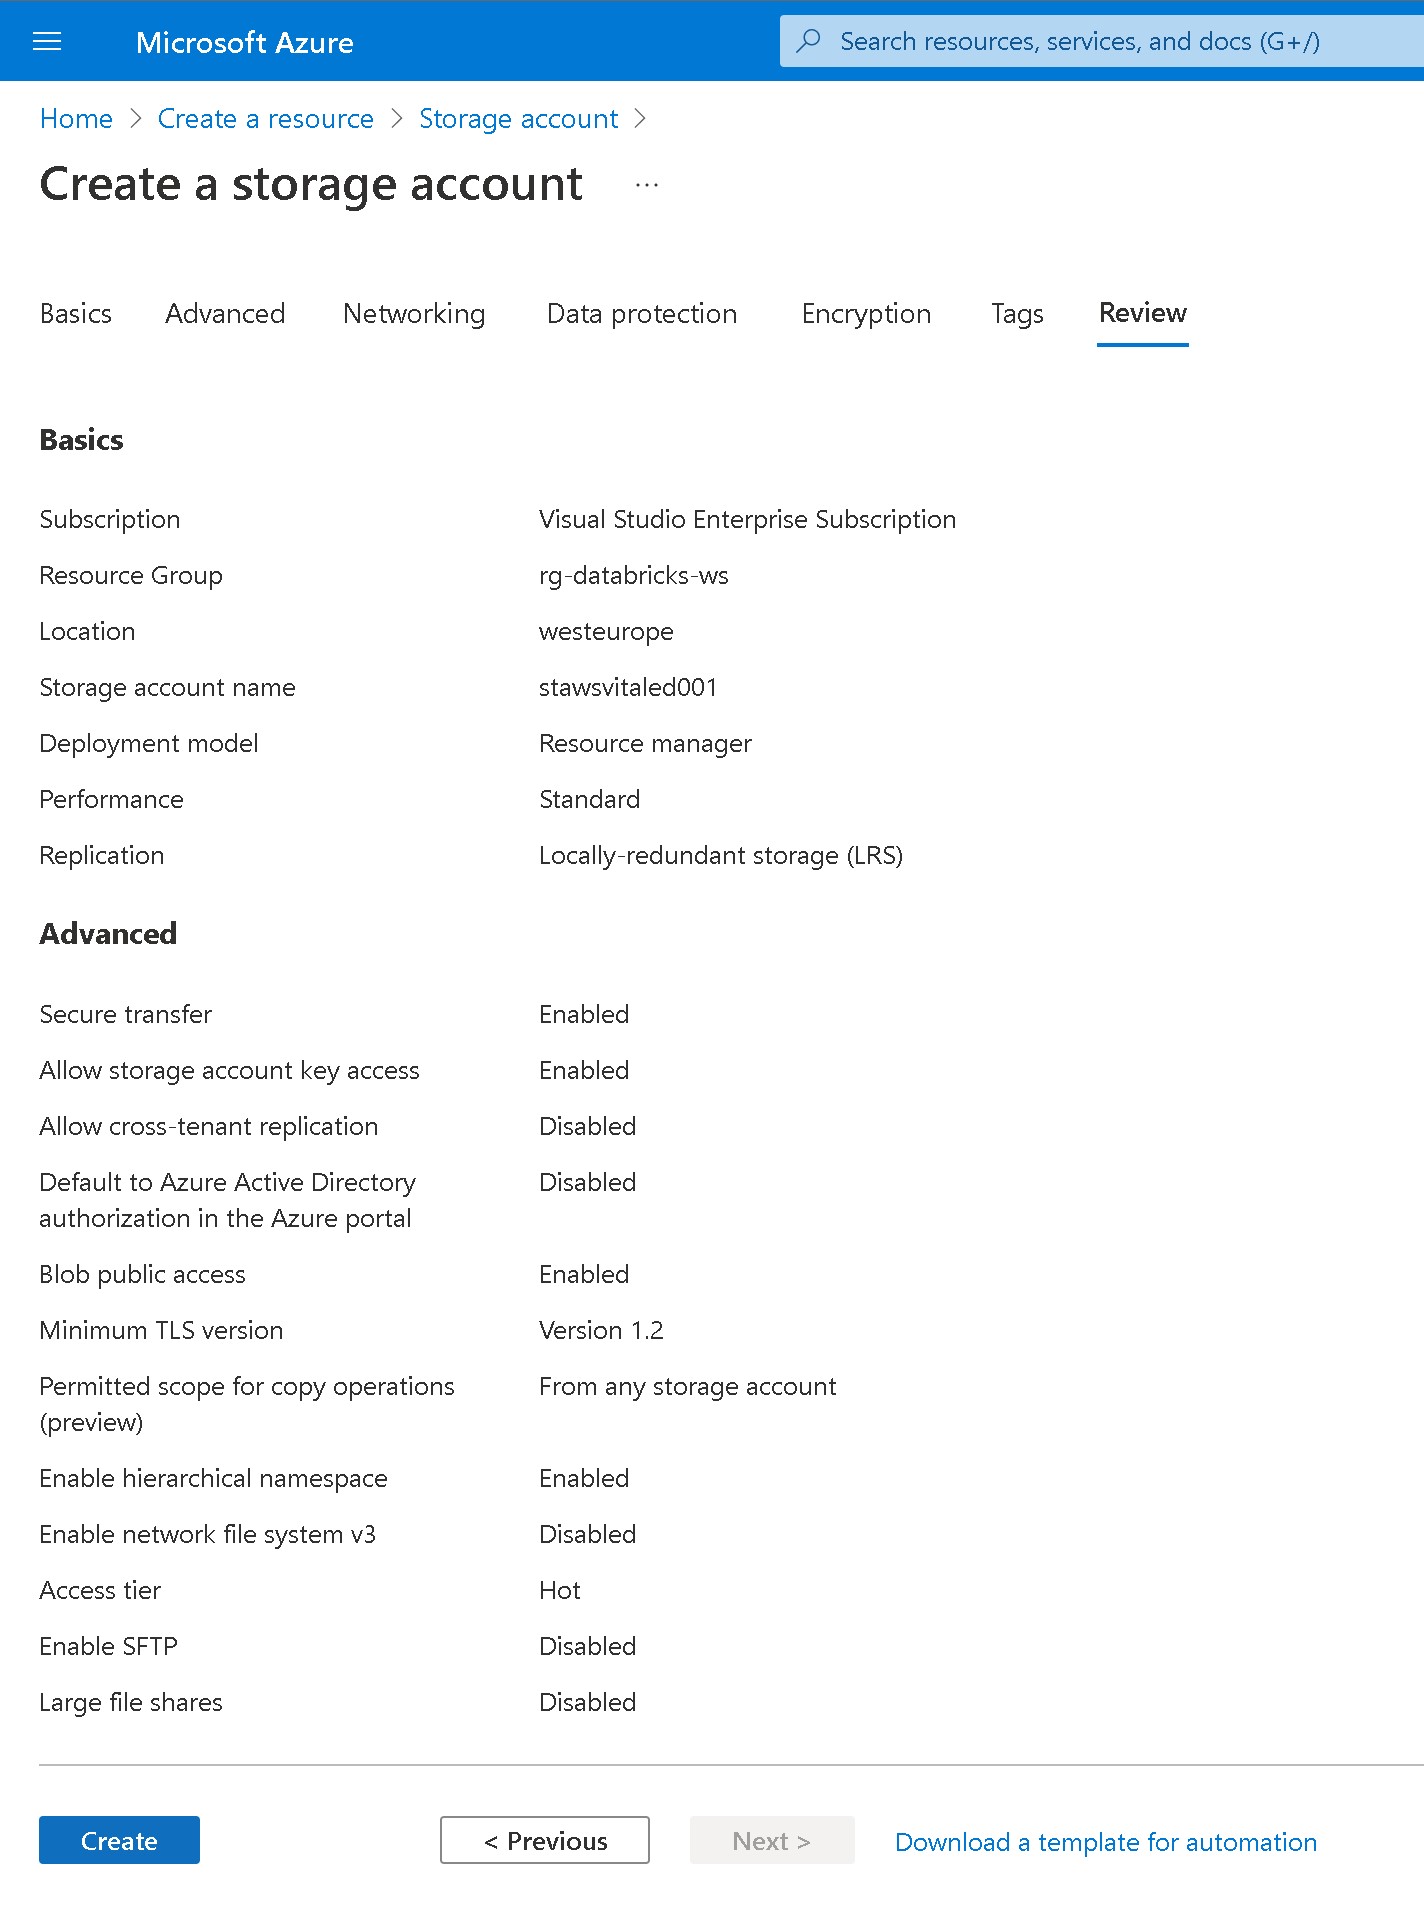 Microsoft Azure
Search resources, services, and docs (G+/)
Home > Create a resource > Storage account >
Create a storage account ...
Basics Advanced Networking Data protection Encryption Tags Review
Basics
Subscription Visual Studio Enterprise Subscription
Resource Group rg-databricks-ws
Location westeurope
Storage account name stawsvitaled001
Deployment model Resource manager
Performance Standard
Replication Locally-redundant storage (LRS)
Advanced
Secure transfer Enabled
Allow storage account key access Enabled
Allow cross-tenant replication Disabled
Default to Azure Active Directory Disabled
authorization in the Azure portal
Blob public access Enabled
Minimum TLS version Version 1.2
Permitted scope for copy operations From any storage account
(preview)
Enable hierarchical namespace Enabled
Enable network file system v3 Disabled
Access tier Hot
Enable SFTP Disabled
Large file shares Disabled
Create < Previous Next > Download a template for automation